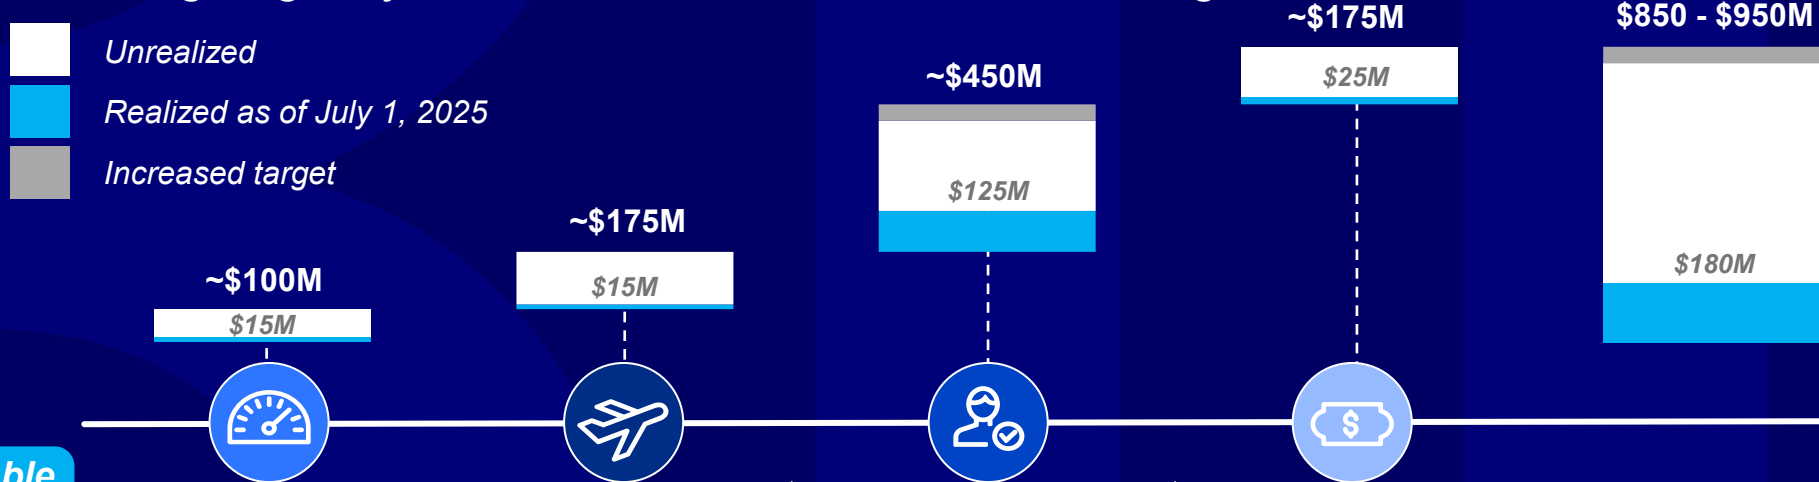 Unrealized
Realized as of July 1, 2025
Increased target
~$100M
$15M
~$175M
$15M
~$450M
$125M
~$175M
$25M
$850 - $950M
$180M
$
ble